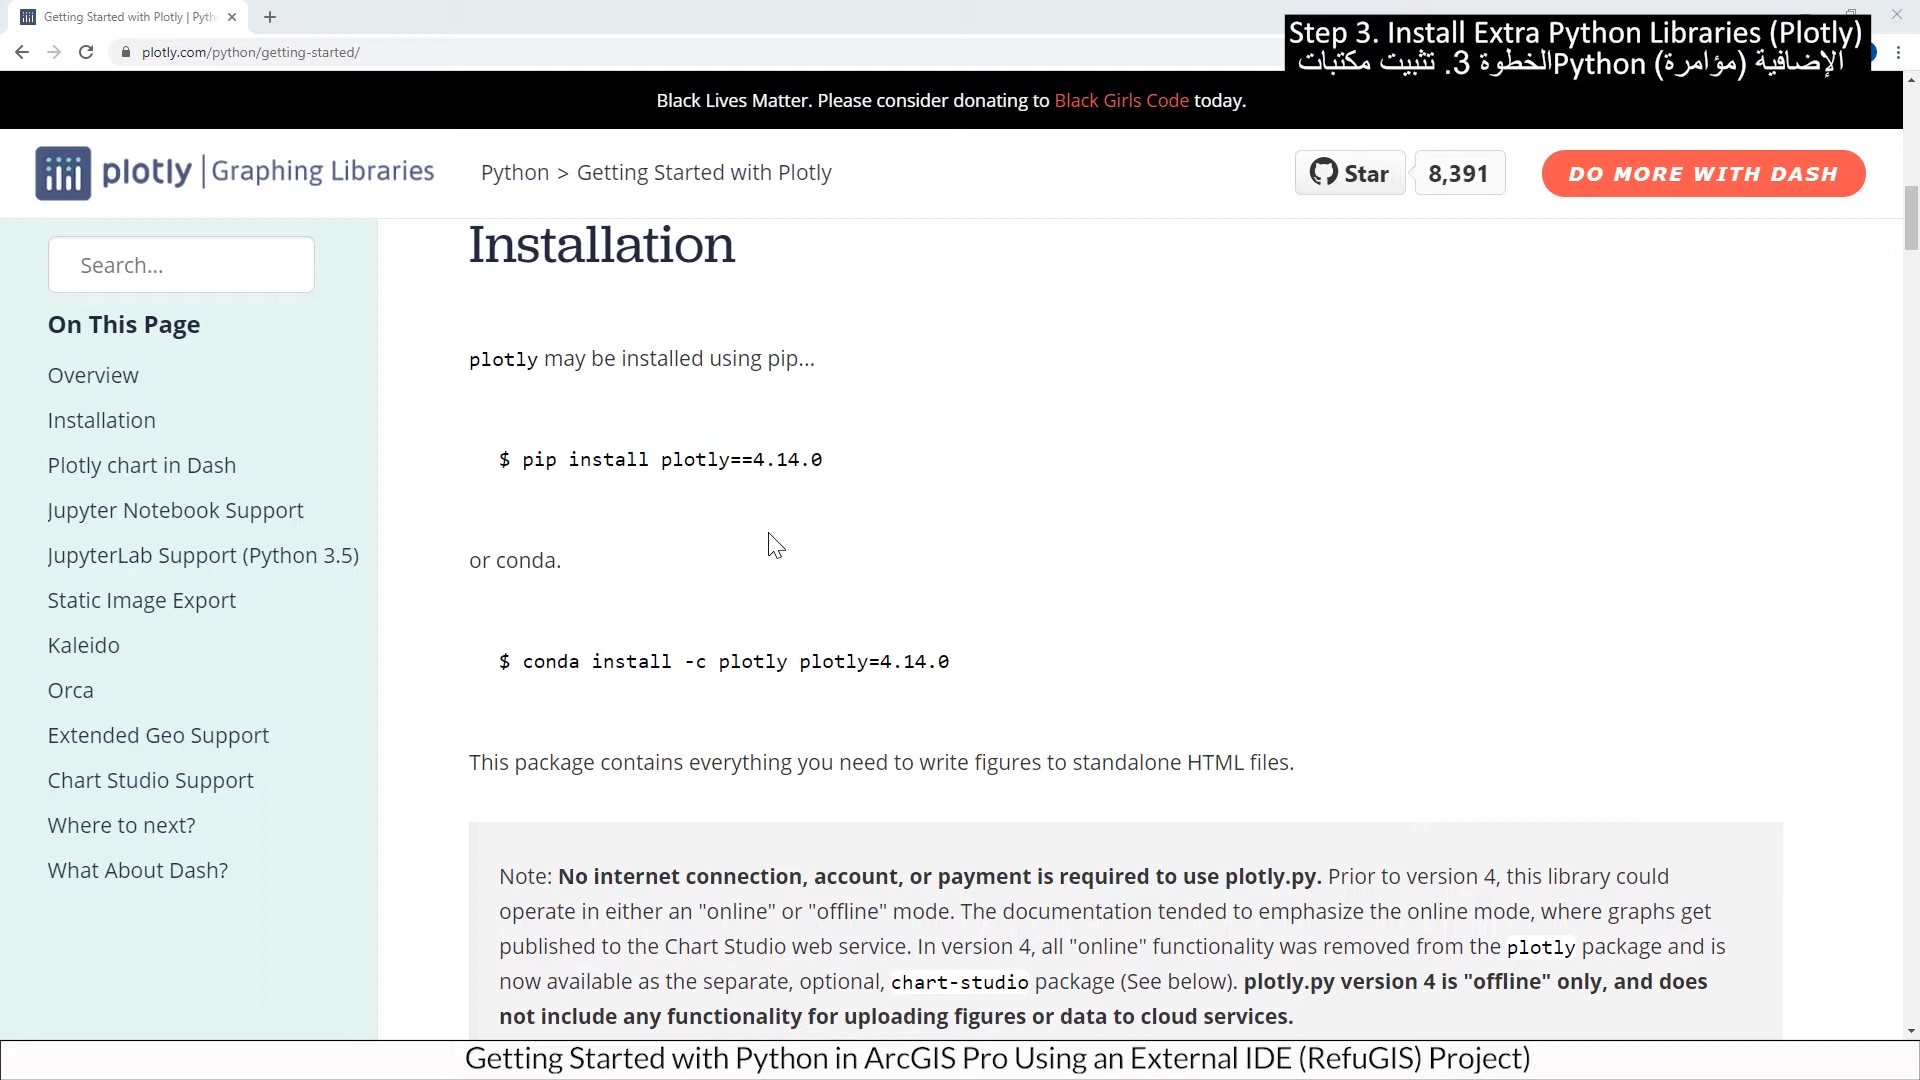 Getting Started with Plotly | Pyth
plotly.com/python/getting-started/
Step 3. Install Extra Python Libraries (Plotly)
الخطوة 3. تثبيت مكتبات Python الإضافية (مؤامرة)
Black Lives Matter. Please consider donating to Black Girls Code today.
plotly | Graphing Libraries
Python > Getting Started with Plotly
Star
8,391
DO MORE WITH DASH
Search...
On This Page
Overview
Installation
Plotly chart in Dash
Jupyter Notebook Support
JupyterLab Support (Python 3.5)
Static Image Export
Kaleido
Orca
Extended Geo Support
Chart Studio Support
Where to next?
What About Dash?
Installation
plotly may be installed using pip...
$ pip install plotly==4.14.0
or conda.
$ conda install -c plotly plotly=4.14.0
This package contains everything you need to write figures to standalone HTML files.
Note: No internet connection, account, or payment is required to use plotly.py. Prior to version 4, this library could
operate in either an "online" or "offline" mode. The documentation tended to emphasize the online mode, where graphs get
published to the Chart Studio web service. In version 4, all "online" functionality was removed from the plotly package and is
now available as the separate, optional, chart-studio package (See below). plotly.py version 4 is "offline" only, and does
not include any functionality for uploading figures or data to cloud services.
Getting Started with Python in ArcGIS Pro Using an External IDE (RefuGIS) Project)